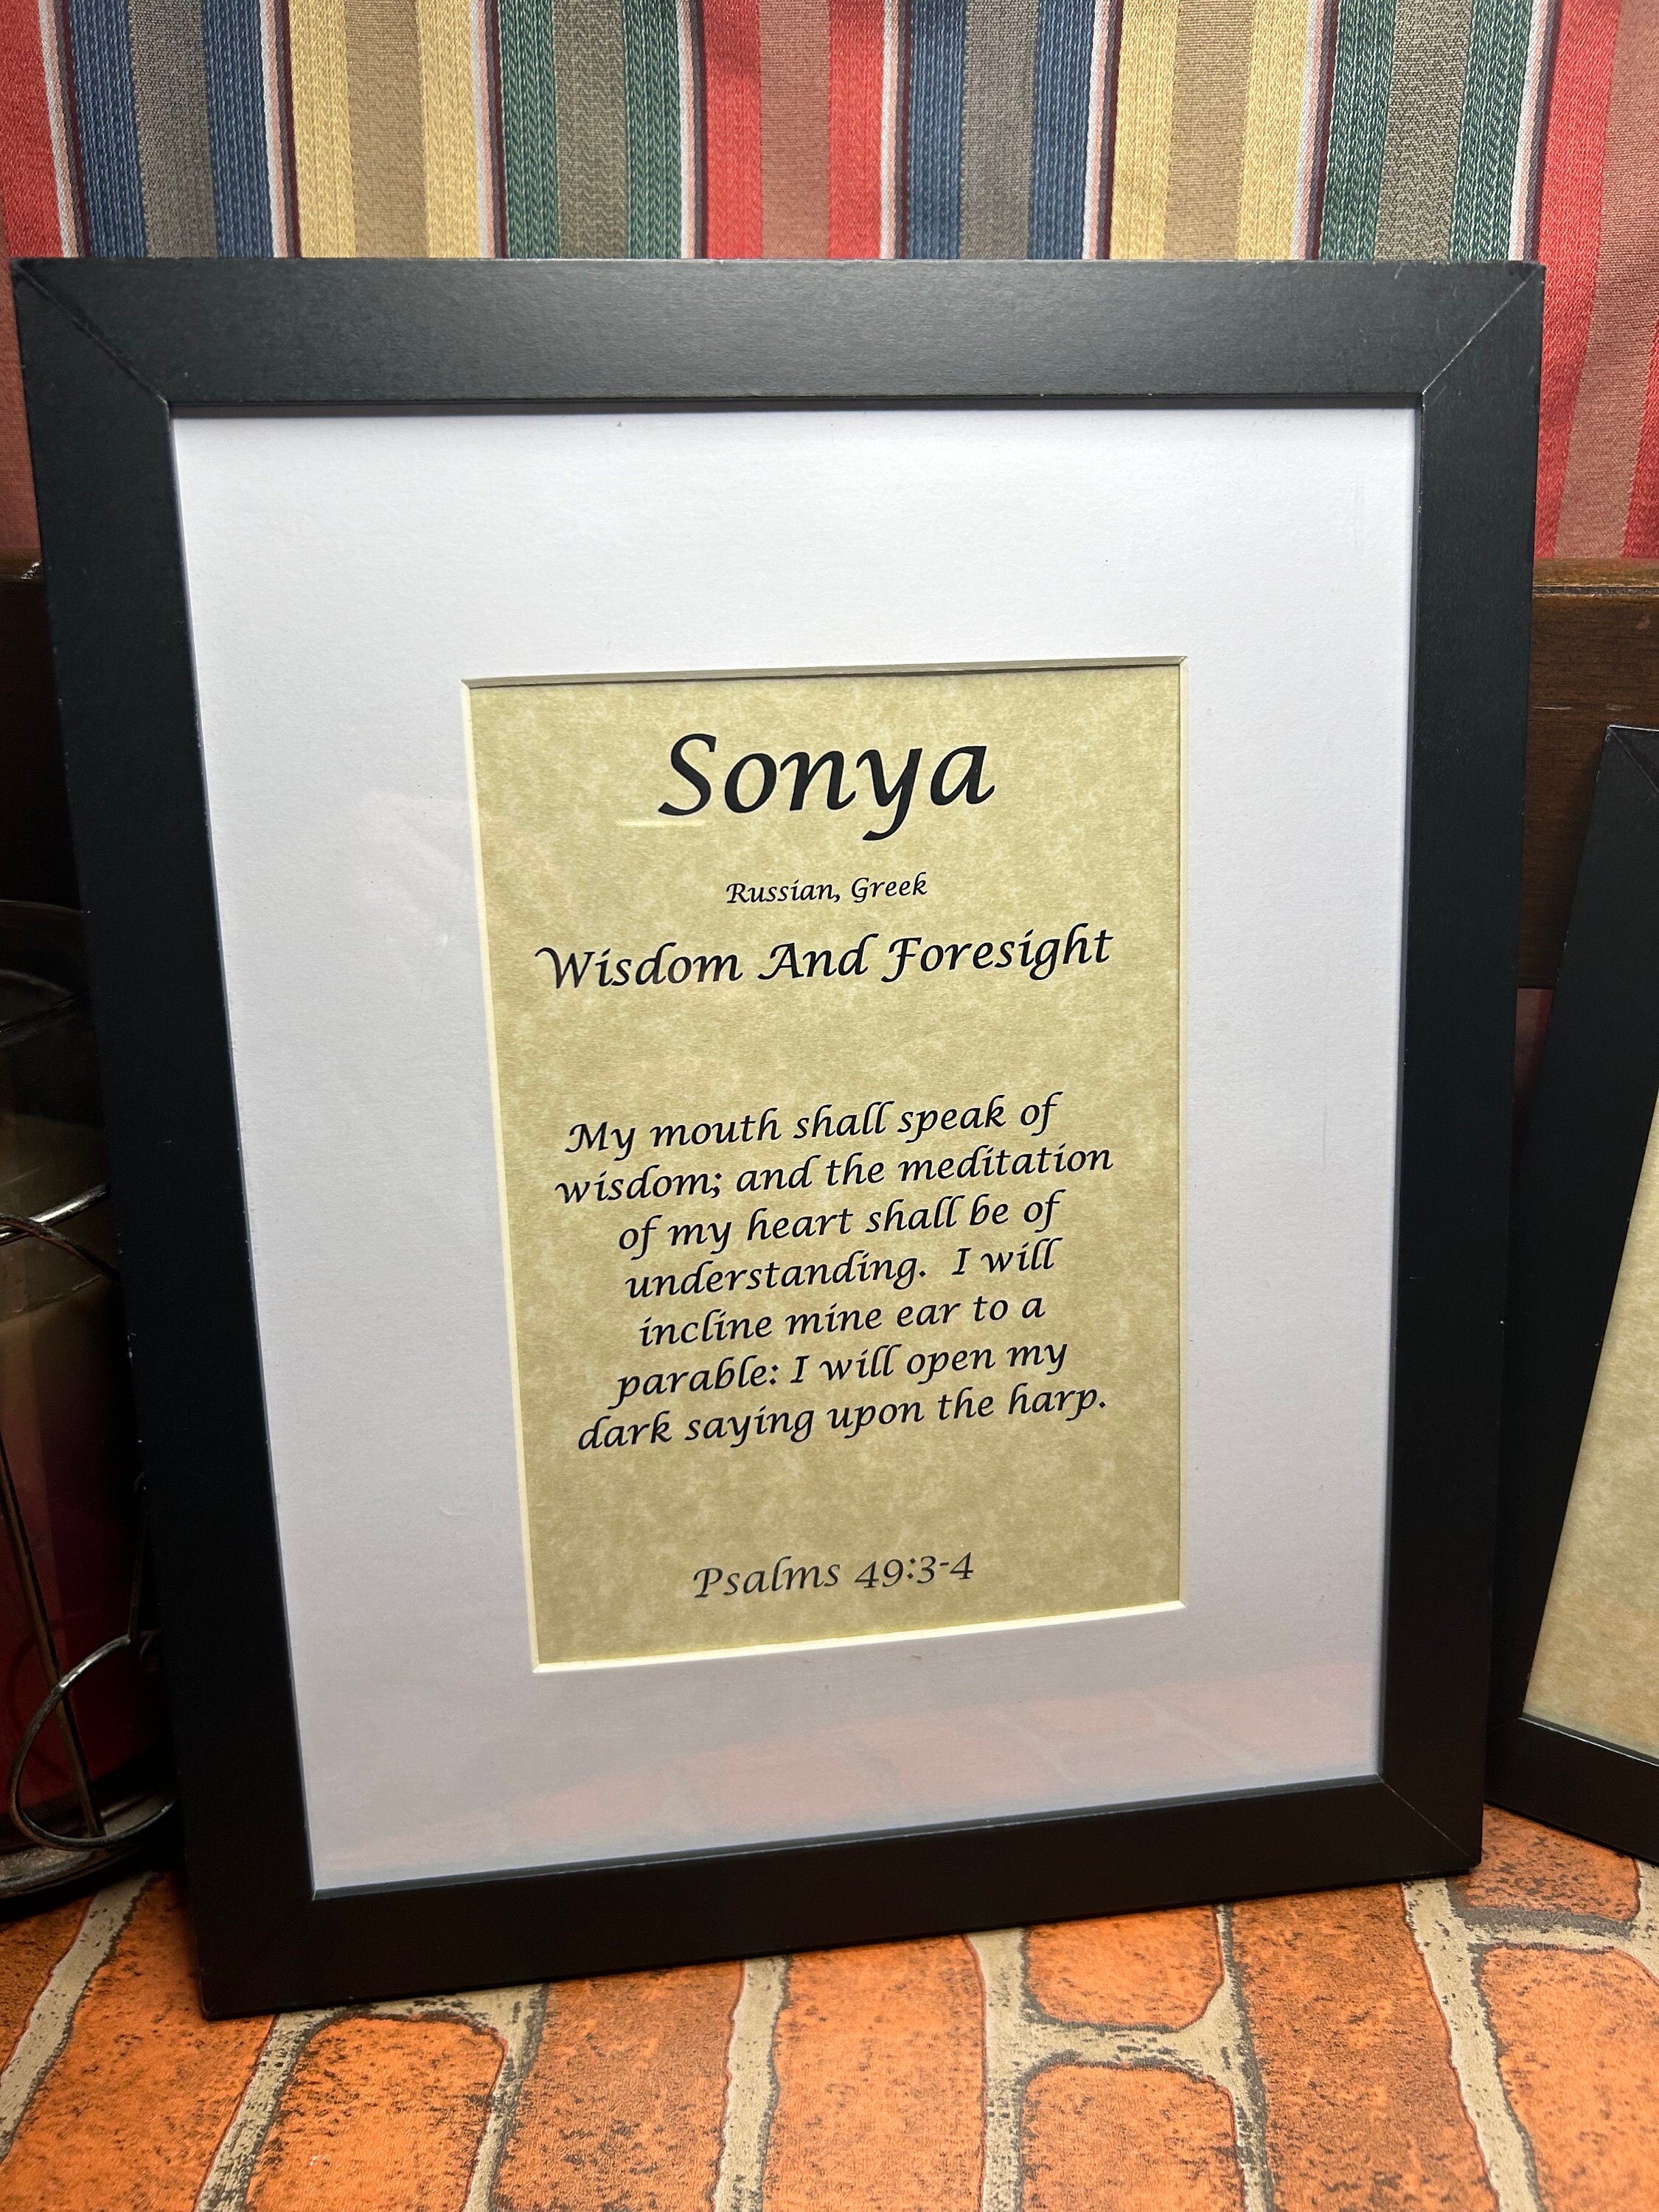 Sonya
Russian, Greek
Wisdom And Foresight
My mouth shall speak of
wisdom; and the meditation
of my heart shall be of
understanding. I will
incline mine ear to a
parable: I will open my
dark saying upon the harp.
Psalms 49:3-4